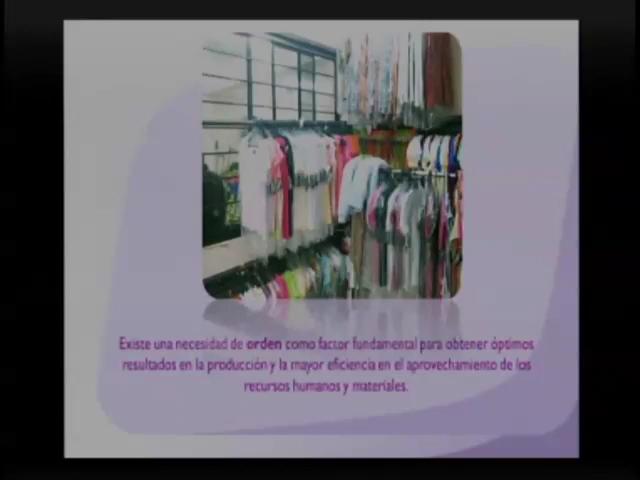 Existe una necesidad de orden como factor fundamental para obtener óptimos
resultados en la producción y la mayor eficiencia en el aprovechamiento de los
recursos humanos y materiales.